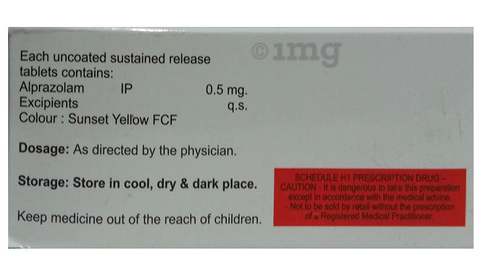 ©1mg
Each uncoated sustained release
tablets contains:
Alprazolam IP 0.5 mg.
Excipients q.s.
Colour : Sunset Yellow FCF
Dosage: As directed by the physician.
Storage: Store in cool, dry & dark place.
Keep medicine out of the reach of children.
SCHEDULE H1 PRESCRIPTION DRUG –
CAUTION - It is dangerous to take this preparation
except in accordance with the medical advice.
- Not to be sold by retail without the prescription
of a Registered Medical Practitioner.